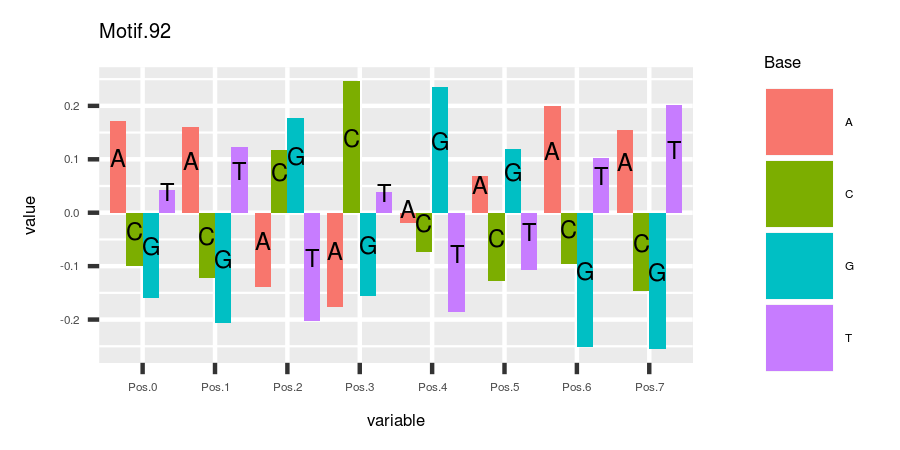 Motif.92
Base
A
C
G
T
value
0.2
0.1
0.0
-0.1
-0.2
A C G T A C G T A C G T A C G T A C G T A C G T A C G T A C G T
Pos.0 Pos.1 Pos.2 Pos.3 Pos.4 Pos.5 Pos.6 Pos.7
variable